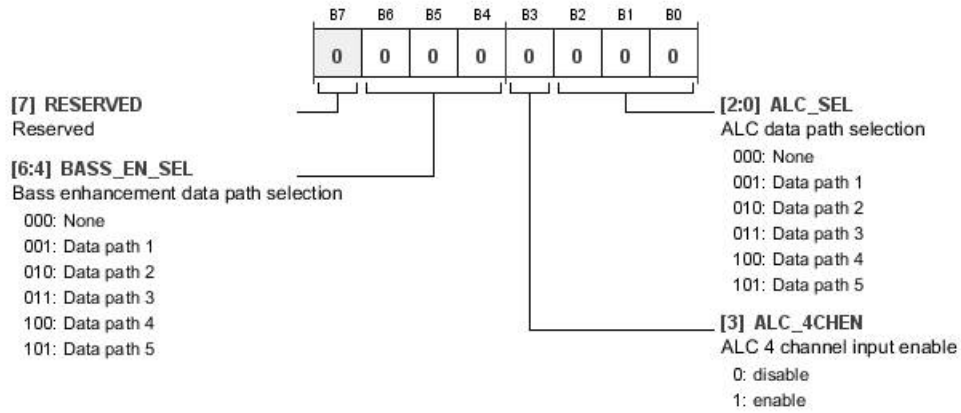 B7 B6 B5 B4 B3 B2 B1 B0
0 0 0 0 0 0 0 0
[7] RESERVED
Reserved
[6:4] BASS_EN_SEL
Bass enhancement data path selection
000: None
001: Data path 1
010: Data path 2
011: Data path 3
100: Data path 4
101: Data path 5
[2:0] ALC_SEL
ALC data path selection
000: None
001: Data path 1
010: Data path 2
011: Data path 3
100: Data path 4
101: Data path 5
[3] ALC_4CHEN
ALC 4 channel input enable
0: disable
1: enable